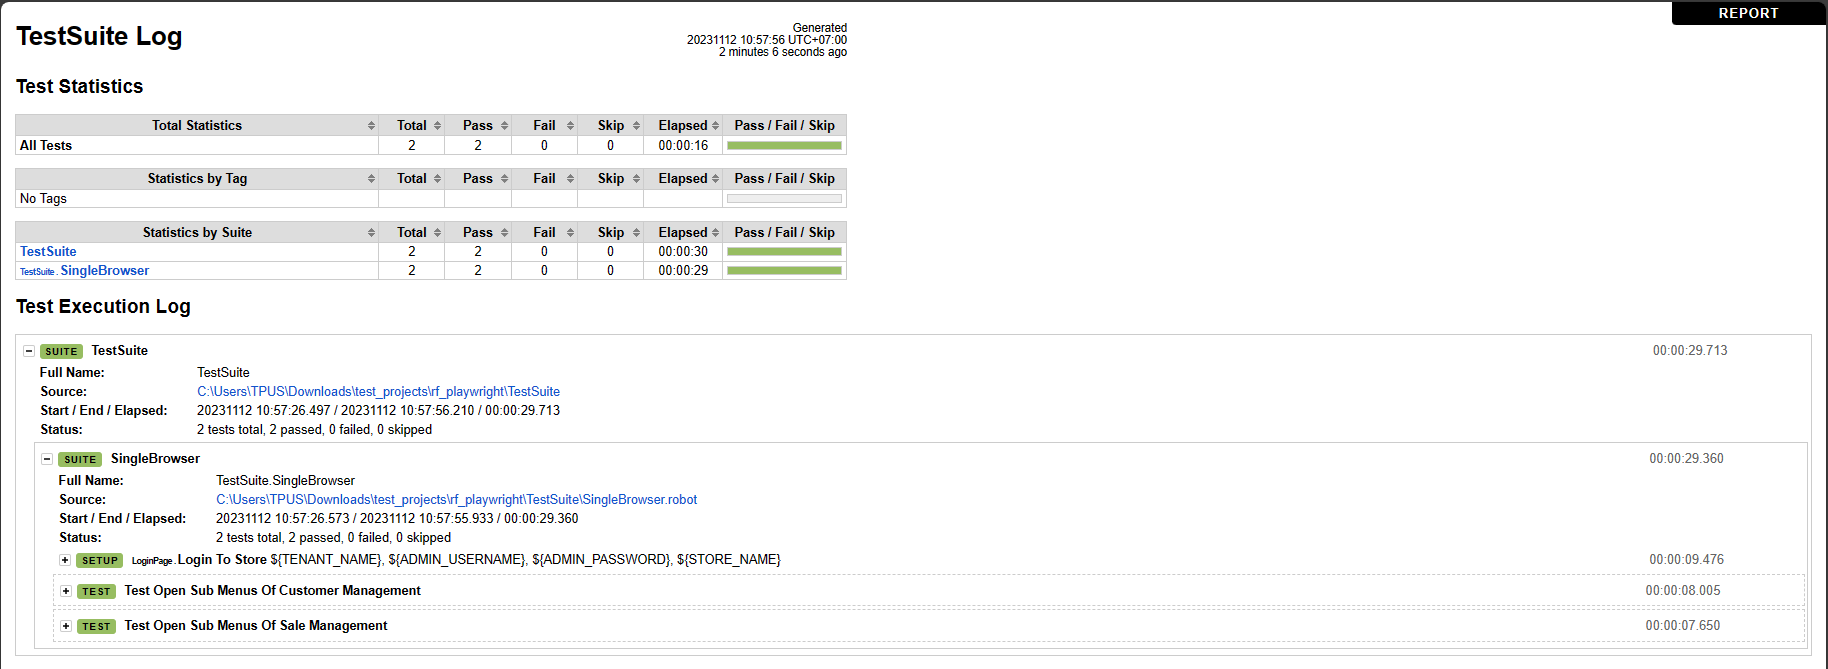 REPORT
TestSuite Log
Generated
20231112 10:57:56 UTC+07:00
2 minutes 6 seconds ago
Test Statistics
Total Statistics Total Pass Fail Skip Elapsed Pass / Fail / Skip
All Tests 2 2 0 0 00:00:16
Statistics by Tag Total Pass Fail Skip Elapsed Pass / Fail / Skip
No Tags
Statistics by Suite Total Pass Fail Skip Elapsed Pass / Fail / Skip
TestSuite 2 2 0 0 00:00:30
TestSuite . SingleBrowser 2 2 0 0 00:00:29
Test Execution Log
SUITE TestSuite 00:00:29.713
Full Name: TestSuite
Source: C:\Users\TPUS\Downloads\test_projects\rf_playwright\TestSuite
Start / End / Elapsed: 20231112 10:57:26.497 / 20231112 10:57:56.210 / 00:00:29.713
Status: 2 tests total, 2 passed, 0 failed, 0 skipped
SUITE SingleBrowser 00:00:29.360
Full Name: TestSuite.SingleBrowser
Source: C:\Users\TPUS\Downloads\test_projects\rf_playwright\TestSuite\SingleBrowser.robot
Start / End / Elapsed: 20231112 10:57:26.573 / 20231112 10:57:55.933 / 00:00:29.360
Status: 2 tests total, 2 passed, 0 failed, 0 skipped
SETUP LoginPage . Login To Store ${TENANT_NAME}, ${ADMIN_USERNAME}, ${ADMIN_PASSWORD}, ${STORE_NAME} 00:00:09.476
TEST Test Open Sub Menus Of Customer Management 00:00:08.005
TEST Test Open Sub Menus Of Sale Management 00:00:07.650